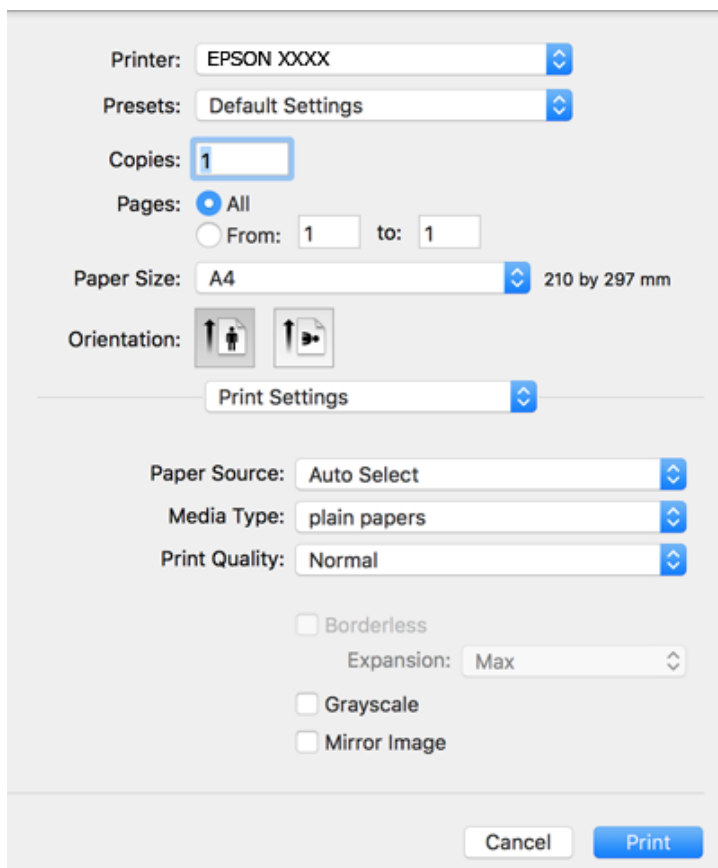 Printer: EPSON XXXX
Presets: Default Settings
Copies: 1
Pages: All
From: 1 to: 1
Paper Size: A4 210 by 297 mm
Orientation:
Print Settings
Paper Source: Auto Select
Media Type: plain papers
Print Quality: Normal
Borderless
Expansion: Max
Grayscale
Mirror Image
Cancel Print